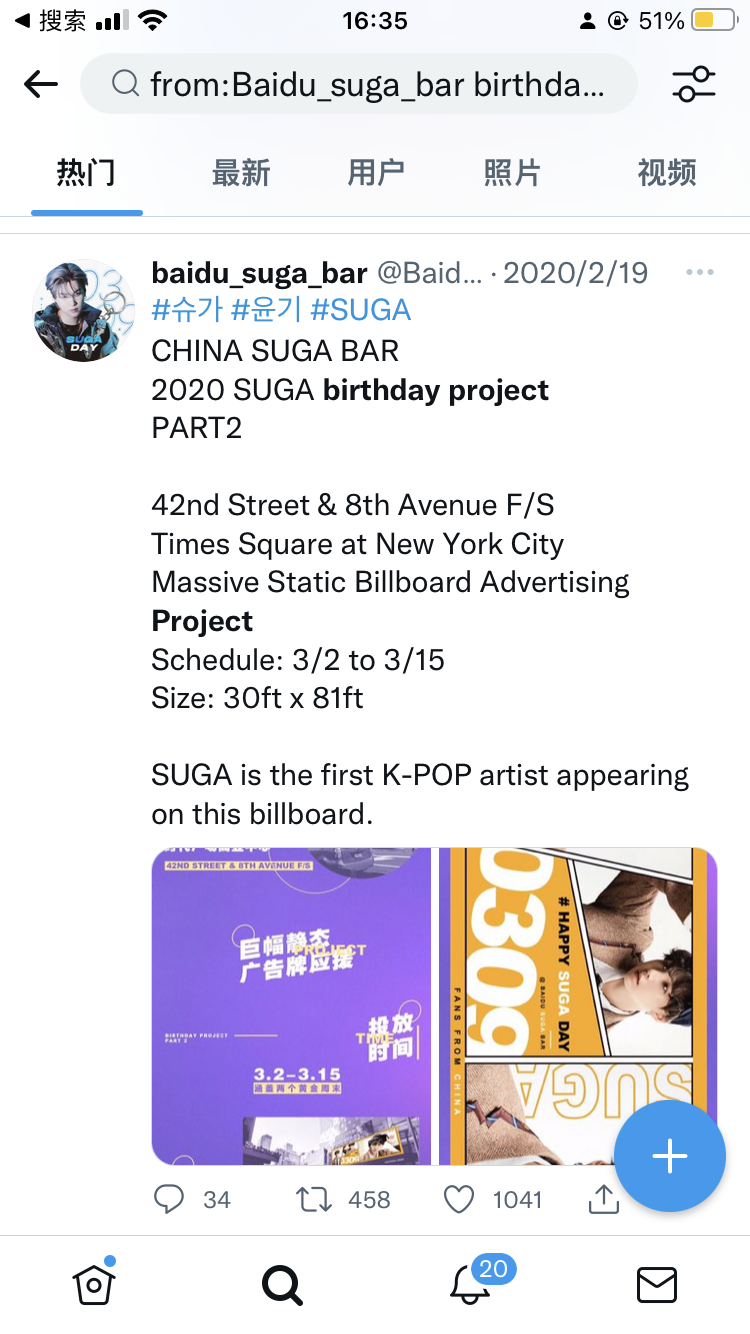 搜索
16:35
51%
from:Baidu_suga_bar birthda...
热门 最新 用户 照片 视频
baidu_suga_bar @Baid... · 2020/2/19
#슈가 #윤기 #SUGA
CHINA SUGA BAR
2020 SUGA birthday project
PART2
42nd Street & 8th Avenue F/S
Times Square at New York City
Massive Static Billboard Advertising
Project
Schedule: 3/2 to 3/15
Size: 30ft x 81ft
SUGA is the first K-POP artist appearing
on this billboard.
42ND STREET & 8TH AVENUE F/S
巨幅静态
PROJECT
广告牌应援
BIRTHDAY PROJECT
PART 2
投放
TIME
时间
3.2–3.15
涵盖两个黄金周末
0309
# HAPPY SUGA DAY
@ BAIDU SUGA BAR
FANS FROM CHINA
SUGA
SUGA
DAY
34 458 1041
20